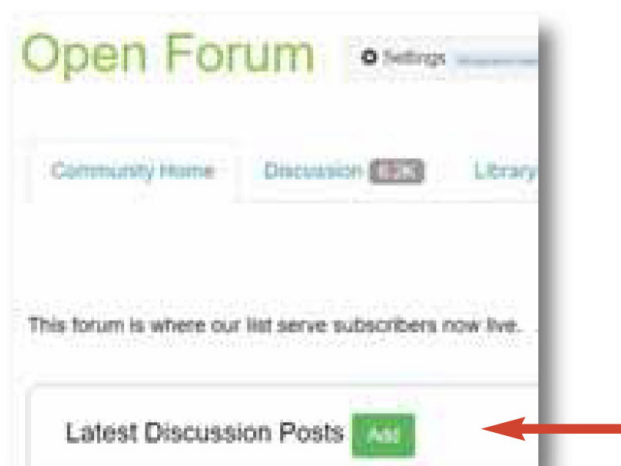 Open Forum Settings
Community Home Discussion Library
This forum is where our list serve subscribers now live.
Latest Discussion Posts Add